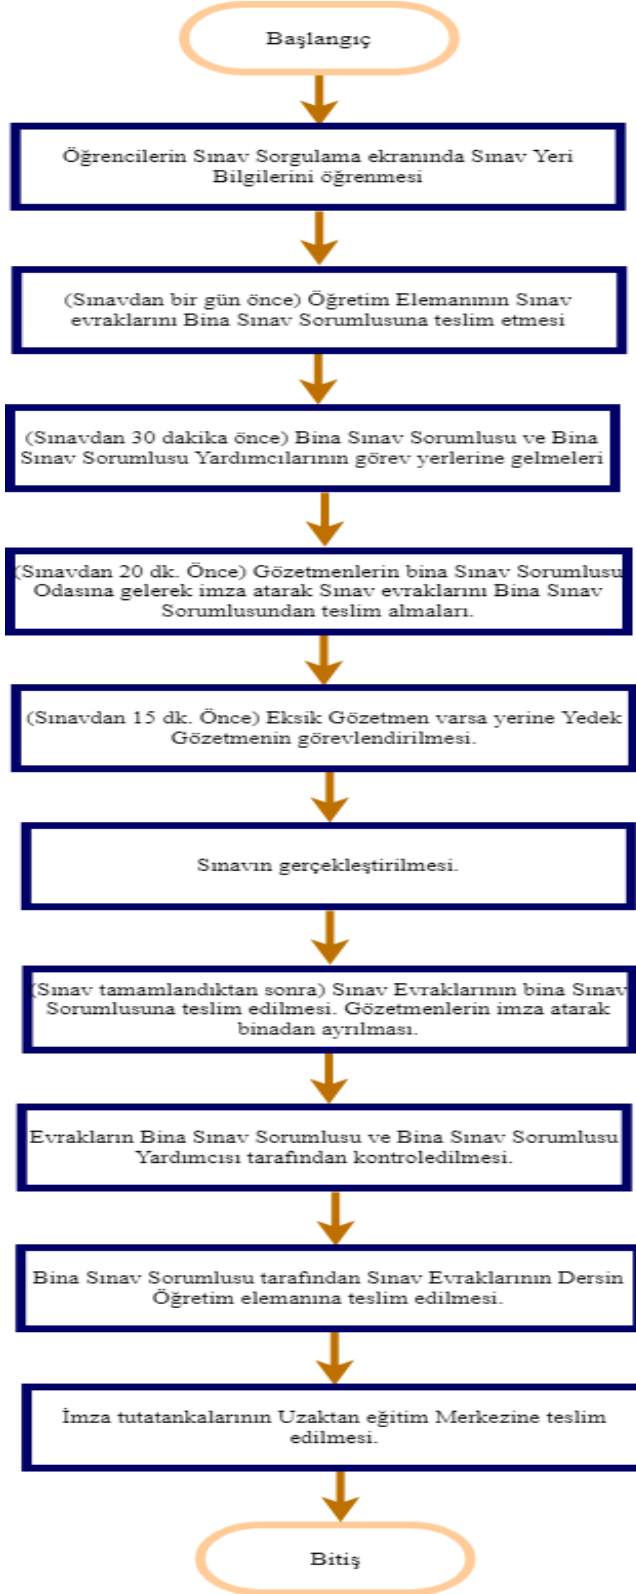 Başlangıç
Öğrencilerin Sınav Sorgulama ekranında Sınav Yeri
Bilgilerini öğrenmesi
(Sınavdan bir gün önce) Öğretim Elemanının Sınav
evraklarını Bina Sınav Sorumlusuna teslim etmesi
(Sınavdan 30 dakika önce) Bina Sınav Sorumlusu ve Bina
Sınav Sorumlusu Yardımcılarının görev yerlerine gelmeleri
(Sınavdan 20 dk. Önce) Gözetmenlerin bina Sınav Sorumlusu
Odasına gelerek imza atarak Sınav evraklarını Bina Sınav
Sorumlusundan teslim almaları.
(Sınavdan 15 dk. Önce) Eksik Gözetmen varsa yerine Yedek
Gözetmenin görevlendirilmesi.
Sınavın gerçekleştirilmesi.
(Sınav tamamlandıktan sonra) Sınav Evraklarının bina Sınav
Sorumlusuna teslim edilmesi. Gözetmenlerin imza atarak
binadan ayrılması.
Evrakların Bina Sınav Sorumlusu ve Bina Sınav Sorumlusu
Yardımcısı tarafından kontroledilmesi.
Bina Sınav Sorumlusu tarafından Sınav Evraklarının Dersin
Öğretim elemanına teslim edilmesi.
İmza tutatankalarının Uzaktan eğitim Merkezine teslim
edilmesi.
Bitiş